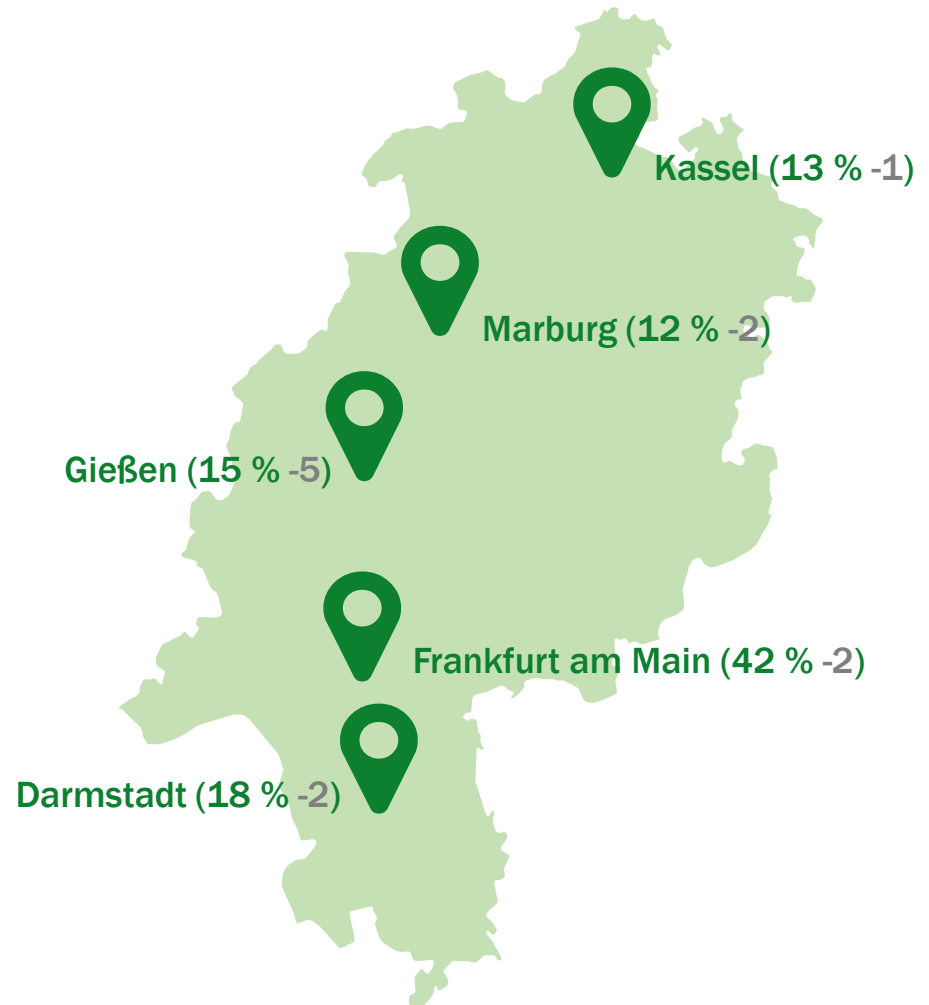 Kassel (13 % -1)
Marburg (12 % -2)
Gießen (15 % -5)
Frankfurt am Main (42 % -2)
Darmstadt (18 % -2)